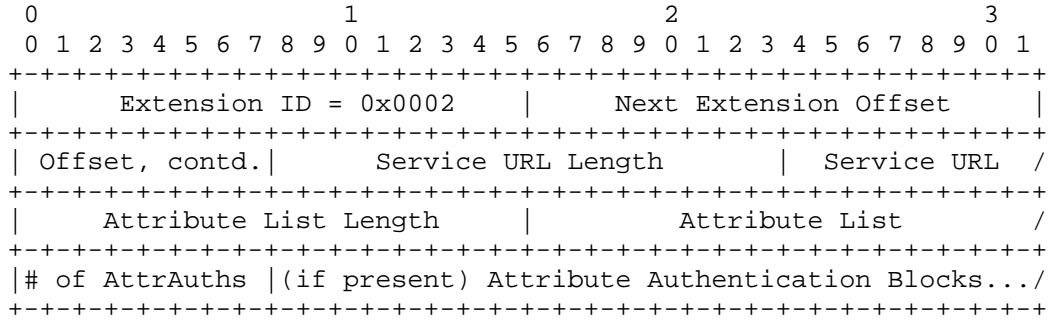 0                   1                   2                   3
 0 1 2 3 4 5 6 7 8 9 0 1 2 3 4 5 6 7 8 9 0 1 2 3 4 5 6 7 8 9 0 1
+-+-+-+-+-+-+-+-+-+-+-+-+-+-+-+-+-+-+-+-+-+-+-+-+-+-+-+-+-+-+-+-+
|      Extension ID = 0x0002    |     Next Extension Offset     |
+-+-+-+-+-+-+-+-+-+-+-+-+-+-+-+-+-+-+-+-+-+-+-+-+-+-+-+-+-+-+-+-+
| Offset, contd.|      Service URL Length       |  Service URL  /
+-+-+-+-+-+-+-+-+-+-+-+-+-+-+-+-+-+-+-+-+-+-+-+-+-+-+-+-+-+-+-+-+
|     Attribute List Length     |         Attribute List        /
+-+-+-+-+-+-+-+-+-+-+-+-+-+-+-+-+-+-+-+-+-+-+-+-+-+-+-+-+-+-+-+-+
|# of AttrAuths |(if present) Attribute Authentication Blocks.../
+-+-+-+-+-+-+-+-+-+-+-+-+-+-+-+-+-+-+-+-+-+-+-+-+-+-+-+-+-+-+-+-+